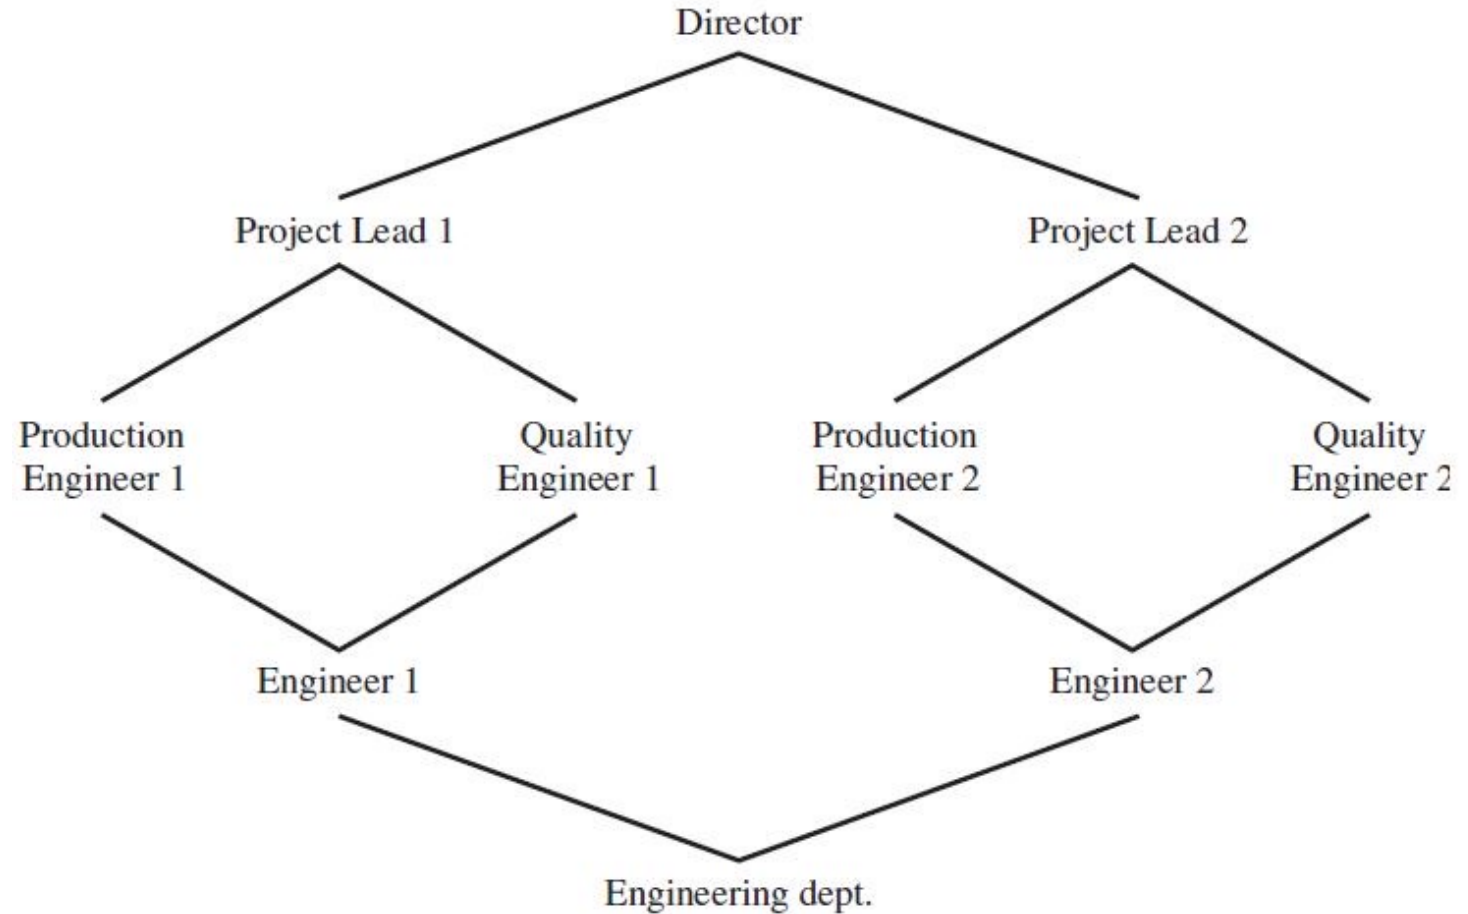 Director
Project Lead 1
Project Lead 2
Production
Engineer 1
Quality
Engineer 1
Production
Engineer 2
Quality
Engineer 2
Engineer 1
Engineer 2
Engineering dept.